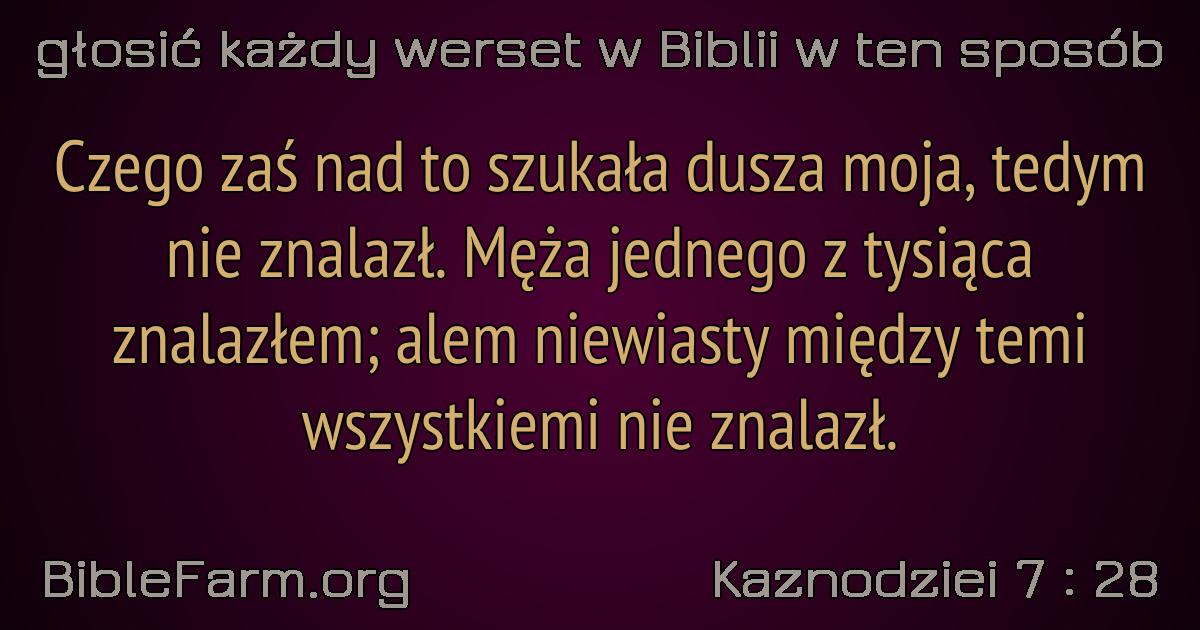 głosić każdy werset w Biblii w ten sposób
Czego zaś nad to szukała dusza moja, tedym
nie znalazł. Męża jednego z tysiąca
znalazłem; alem niewiasty między temi
wszystkiemi nie znalazł.
BibleFarm.org
Kaznodziei 7 : 28